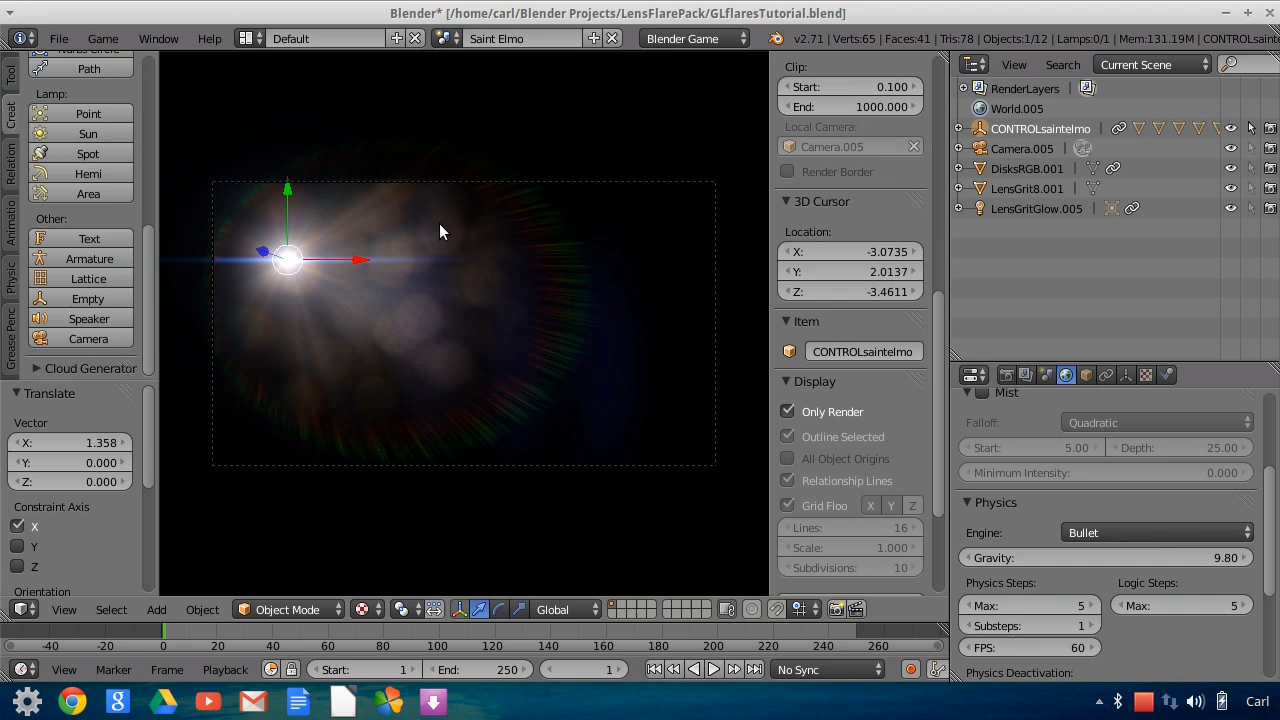 Blender* [/home/carl/Blender Projects/LensFlarePack/GLflaresTutorial.blend]
File Game Window Help Default Saint Elmo Blender Game v2.71 | Verts:65 | Faces:41 | Tris:78 | Objects:1/12 | Lamps:0/1 | Mem:131.19M | CONTROLsainte
Tool
Creat
Relation
Animatio
Physic
Grease Penc
Path
Lamp:
Point
Sun
Spot
Hemi
Area
Other:
Text
Armature
Lattice
Empty
Speaker
Camera
Cloud Generator
Translate
Vector
X: 1.358
Y: 0.000
Z: 0.000
Constraint Axis
X
Y
Z
Orientation
Clip:
Start: 0.100
End: 1000.000
Local Camera:
Camera.005
Render Border
3D Cursor
Location:
X: -3.0735
Y: 2.0137
Z: -3.4611
Item
CONTROLsaintelmo
Display
Only Render
Outline Selected
All Object Origins
Relationship Lines
Grid Floo X Y Z
Lines: 16
Scale: 1.000
Subdivisions: 10
View Search Current Scene
RenderLayers |
World.005
CONTROLsaintelmo |
Camera.005 |
DisksRGB.001 |
LensGrit8.001 |
LensGritGlow.005 |
Mist
Falloff: Quadratic
Start: 5.00 Depth: 25.00
Minimum Intensity: 0.000
Physics
Engine: Bullet
Gravity: 9.80
Physics Steps: Logic Steps:
Max: 5 Max: 5
Substeps: 1
FPS: 60
Physics Deactivation:
View Select Add Object Object Mode Global
-40 -20 0 20 40 60 80 100 120 140 160 180 200 220 240 260
View Marker Frame Playback Start: 1 End: 250 1 No Sync
Carl